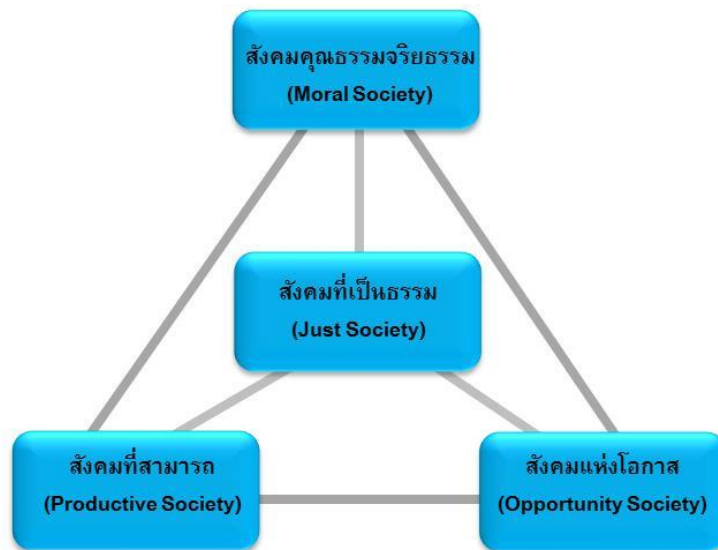 สังคมคุณธรรมจริยธรรม
(Moral Society)
สังคมที่เป็นธรรม
(Just Society)
สังคมที่สามารถ
(Productive Society)
สังคมแห่งโอกาส
(Opportunity Society)